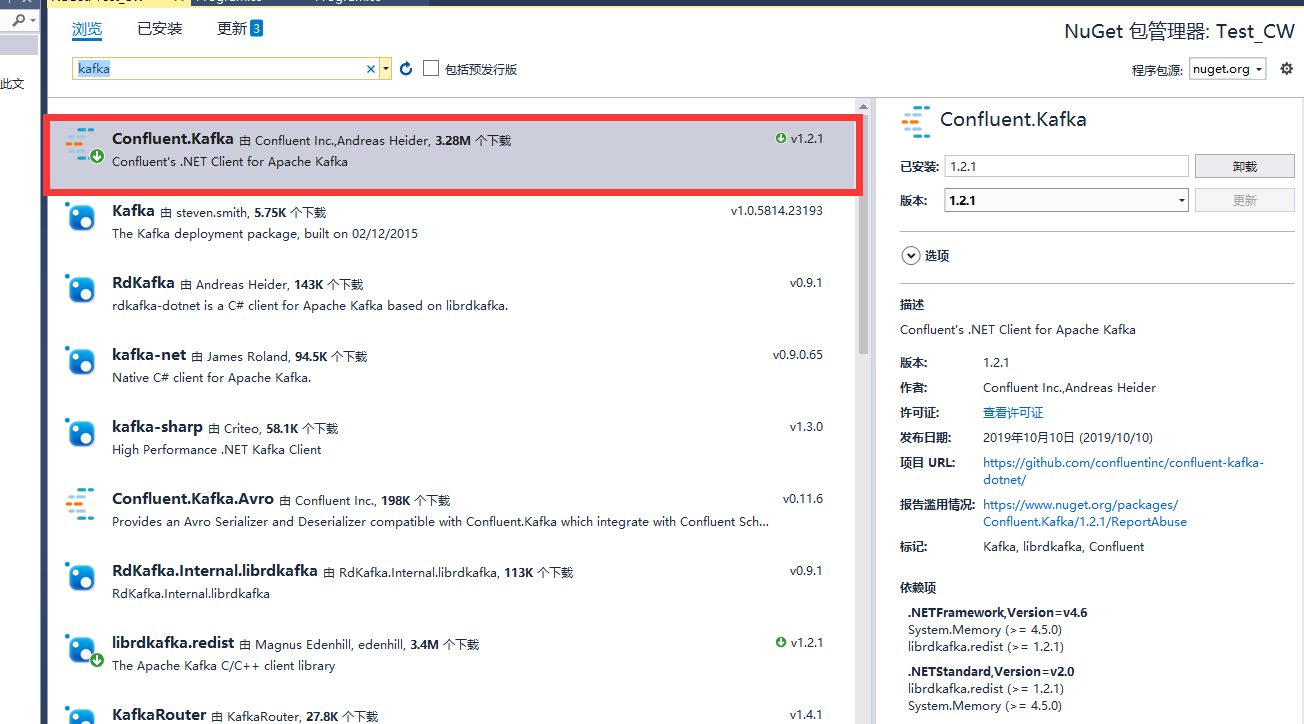 浏览 已安装 更新 3
NuGet 包管理器: Test_CW
kafka
包括预发行版
程序包源: nuget.org
此文
Confluent.Kafka 由 Confluent Inc.,Andreas Heider, 3.28M 个下载 v1.2.1
Confluent's .NET Client for Apache Kafka
Kafka 由 steven.smith, 5.75K 个下载 v1.0.5814.23193
The Kafka deployment package, built on 02/12/2015
RdKafka 由 Andreas Heider, 143K 个下载 v0.9.1
rdkafka-dotnet is a C# client for Apache Kafka based on librdkafka.
kafka-net 由 James Roland, 94.5K 个下载 v0.9.0.65
Native C# client for Apache Kafka.
kafka-sharp 由 Criteo, 58.1K 个下载 v1.3.0
High Performance .NET Kafka Client
Confluent.Kafka.Avro 由 Confluent Inc., 198K 个下载 v0.11.6
Provides an Avro Serializer and Deserializer compatible with Confluent.Kafka which integrate with Confluent Sch...
RdKafka.Internal.librdkafka 由 RdKafka.Internal.librdkafka, 113K 个下载 v0.9.1
RdKafka.Internal.librdkafka
librdkafka.redist 由 Magnus Edenhill, edenhill, 3.4M 个下载 v1.2.1
The Apache Kafka C/C++ client library
KafkaRouter 由 KafkaRouter, 27.8K 个下载 v1.4.1
Confluent.Kafka
已安装: 1.2.1 卸载
版本: 1.2.1 更新
选项
描述
Confluent's .NET Client for Apache Kafka
版本: 1.2.1
作者: Confluent Inc.,Andreas Heider
许可证: 查看许可证
发布日期: 2019年10月10日 (2019/10/10)
项目 URL: https://github.com/confluentinc/confluent-kafka-
dotnet/
报告滥用情况: https://www.nuget.org/packages/
Confluent.Kafka/1.2.1/ReportAbuse
标记: Kafka, librdkafka, Confluent
依赖项
.NETFramework,Version=v4.6
System.Memory (>= 4.5.0)
librdkafka.redist (>= 1.2.1)
.NETStandard,Version=v2.0
librdkafka.redist (>= 1.2.1)
System.Memory (>= 4.5.0)